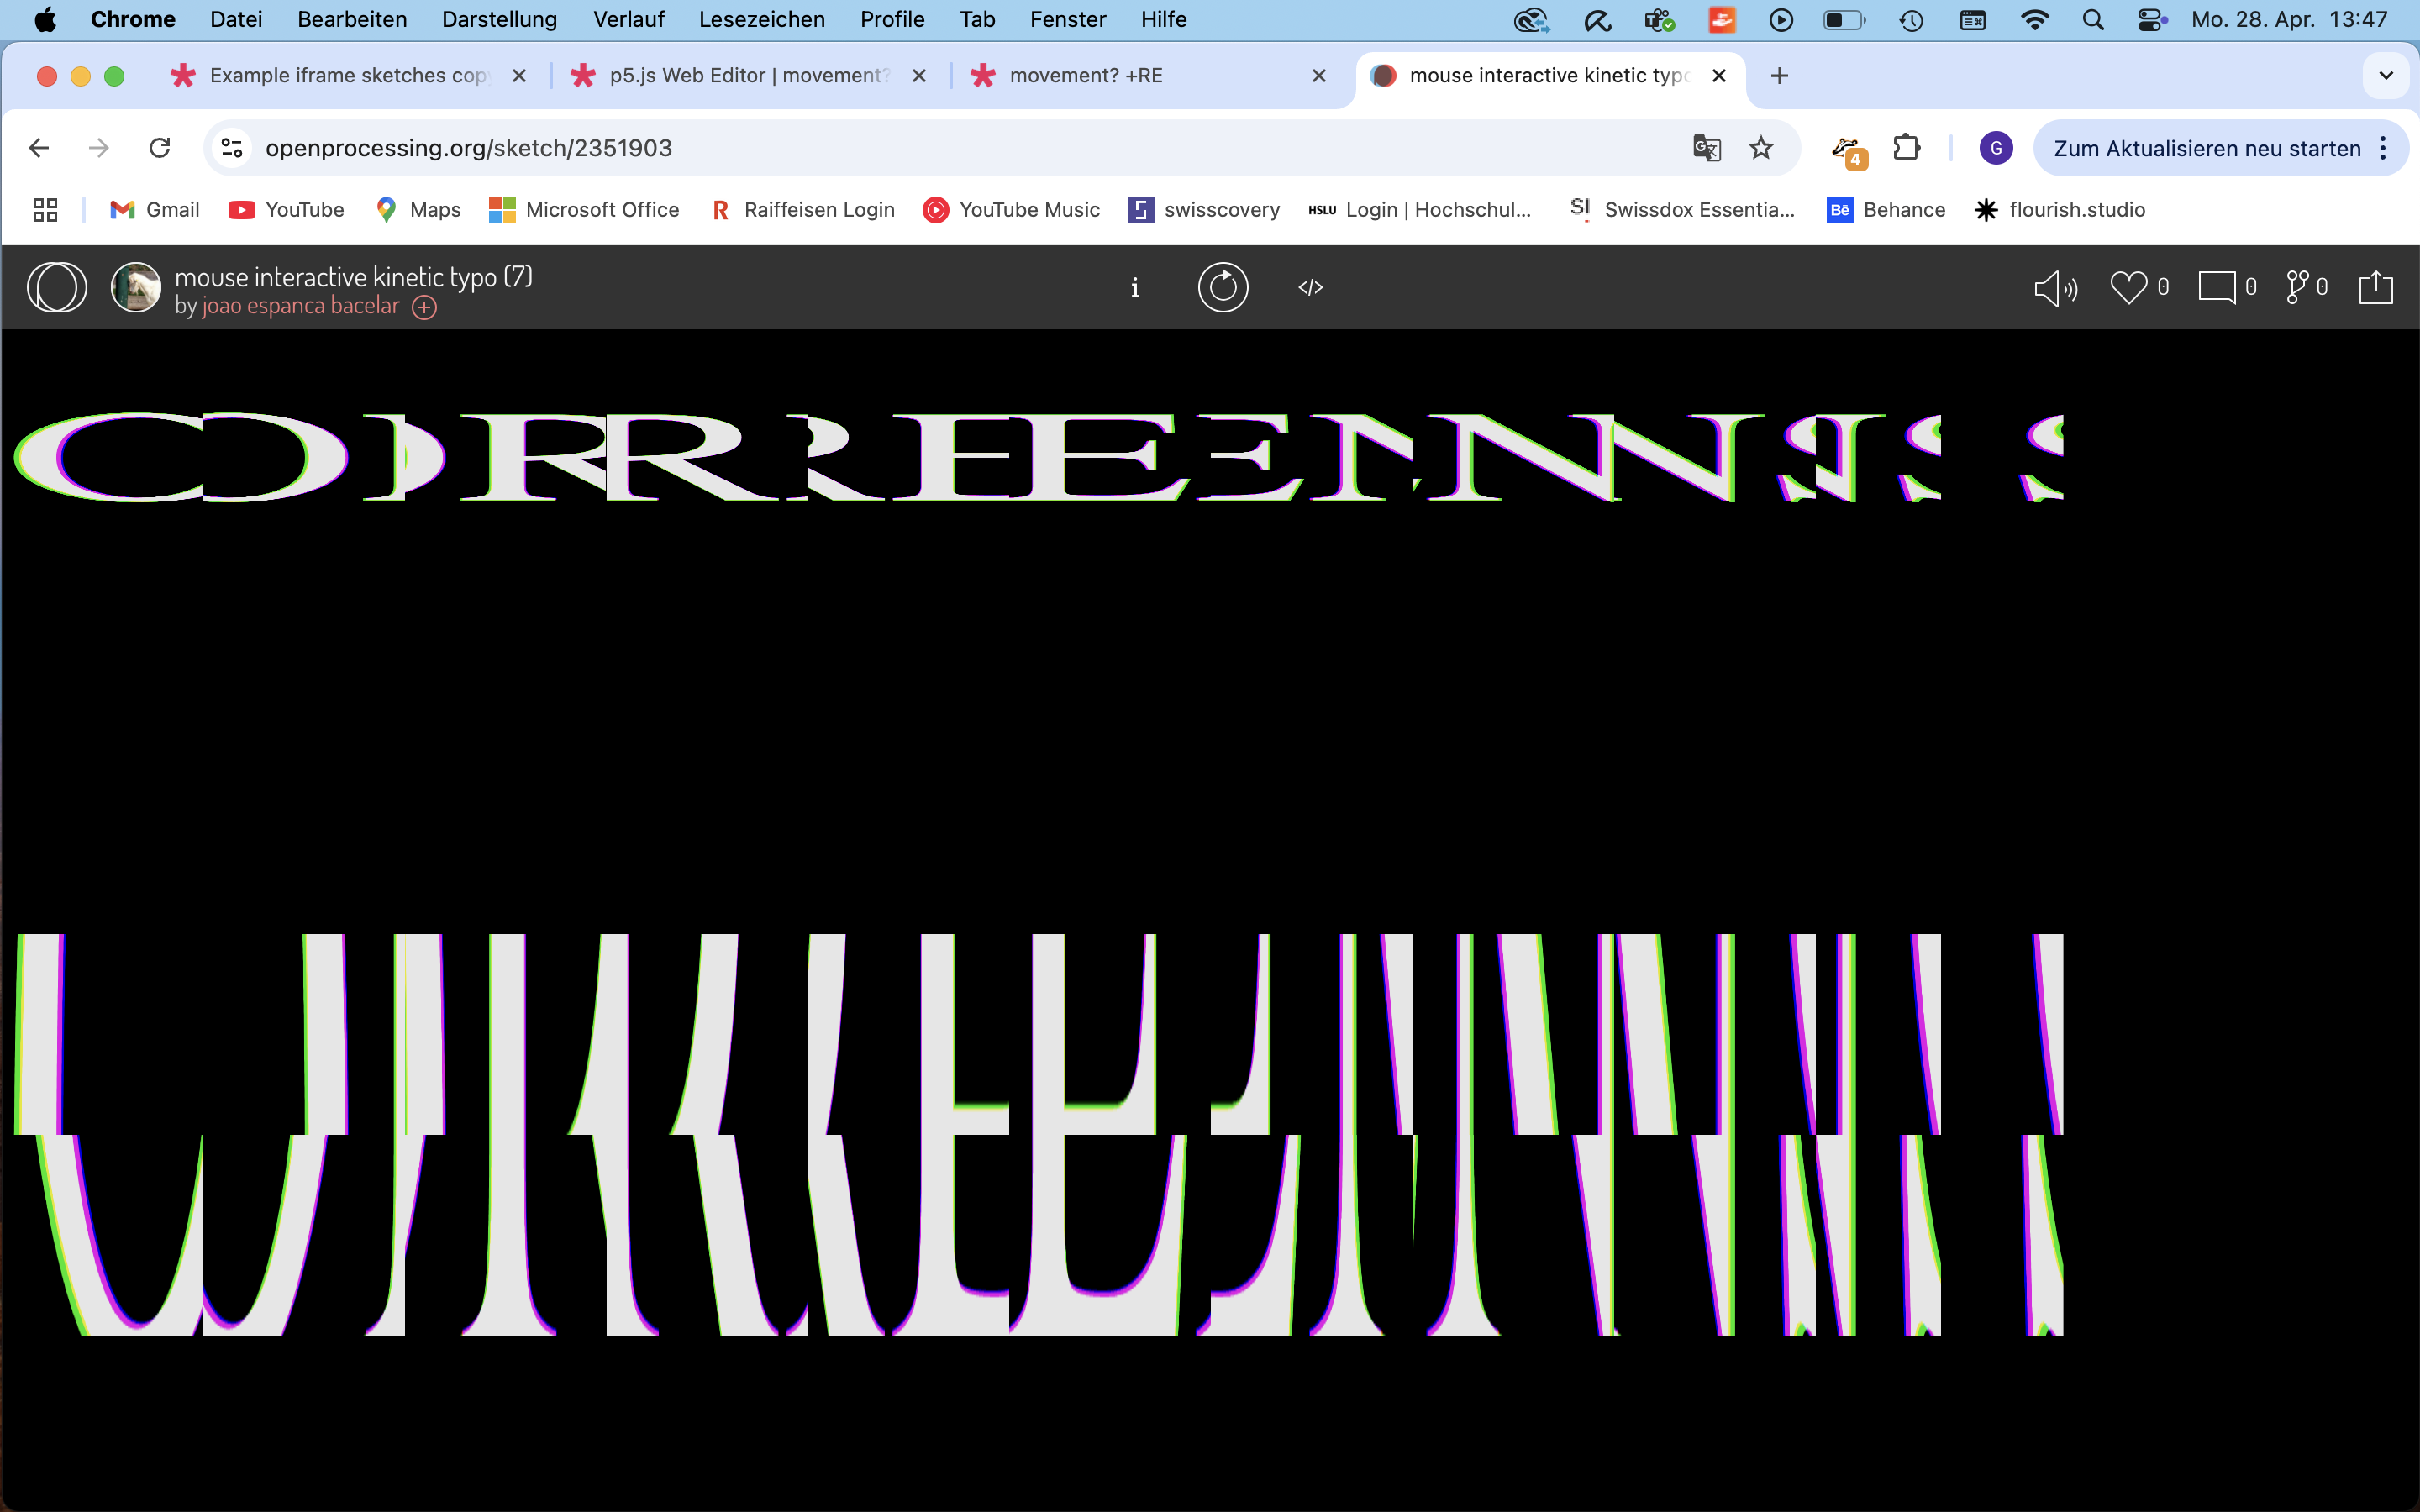 Chrome Datei Bearbeiten Darstellung Verlauf Lesezeichen Profile Tab Fenster Hilfe Mo. 28. Apr. 13:47
Example iframe sketches cop p5.js Web Editor | movement? movement? +RE mouse interactive kinetic typo
openprocessing.org/sketch/2351903 4 G Zum Aktualisieren neu starten
Gmail YouTube Maps Microsoft Office R Raiffeisen Login YouTube Music swisscovery HSLU Login | Hochschul... SI Swissdox Essentia... Bē Behance flourish.studio
mouse interactive kinetic typo (7)
by joao espanca bacelar
i </> 0 0 0